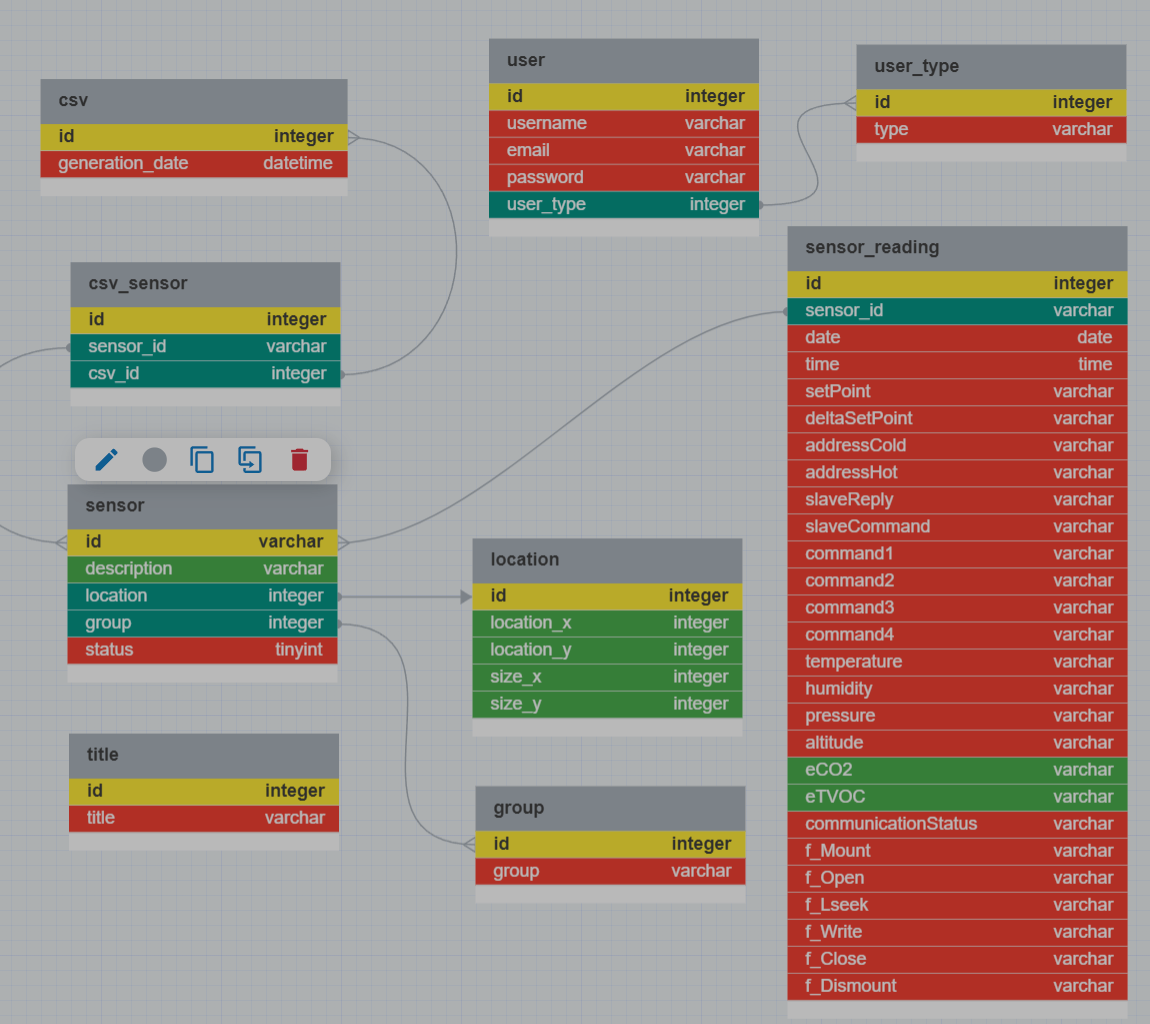 csv
id integer
generation_date datetime
user
id integer
username varchar
email varchar
password varchar
user_type integer
user_type
id integer
type varchar
csv_sensor
id integer
sensor_id varchar
csv_id integer
sensor_reading
id integer
sensor_id varchar
date date
time time
setPoint varchar
deltaSetPoint varchar
addressCold varchar
addressHot varchar
slaveReply varchar
slaveCommand varchar
command1 varchar
command2 varchar
command3 varchar
command4 varchar
temperature varchar
humidity varchar
pressure varchar
altitude varchar
eCO2 varchar
eTVOC varchar
communicationStatus varchar
f_Mount varchar
f_Open varchar
f_Lseek varchar
f_Write varchar
f_Close varchar
f_Dismount varchar
sensor
id varchar
description varchar
location integer
group integer
status tinyint
location
id integer
location_x integer
location_y integer
size_x integer
size_y integer
title
id integer
title varchar
group
id integer
group varchar